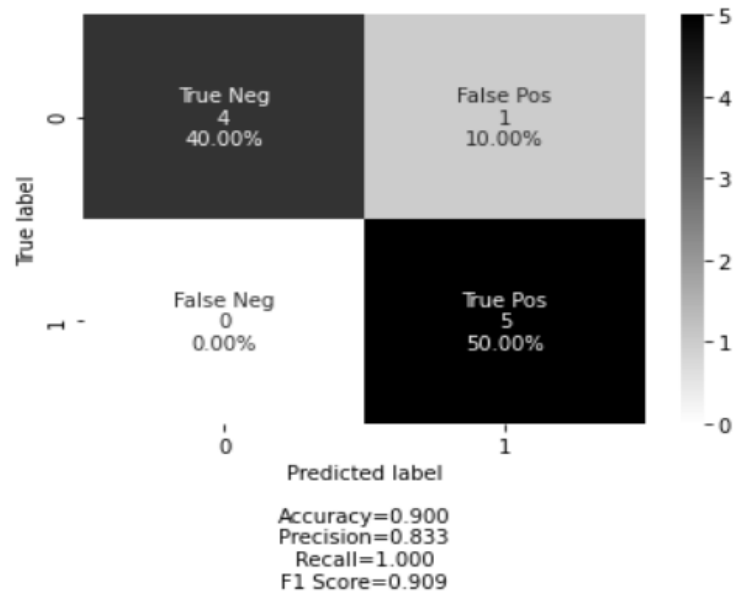 True Neg
4
40.00%
False Pos
1
10.00%
False Neg
0
0.00%
True Pos
5
50.00%
0
1
True label
0
1
Predicted label
5
4
3
2
1
0
Accuracy=0.900
Precision=0.833
Recall=1.000
F1 Score=0.909